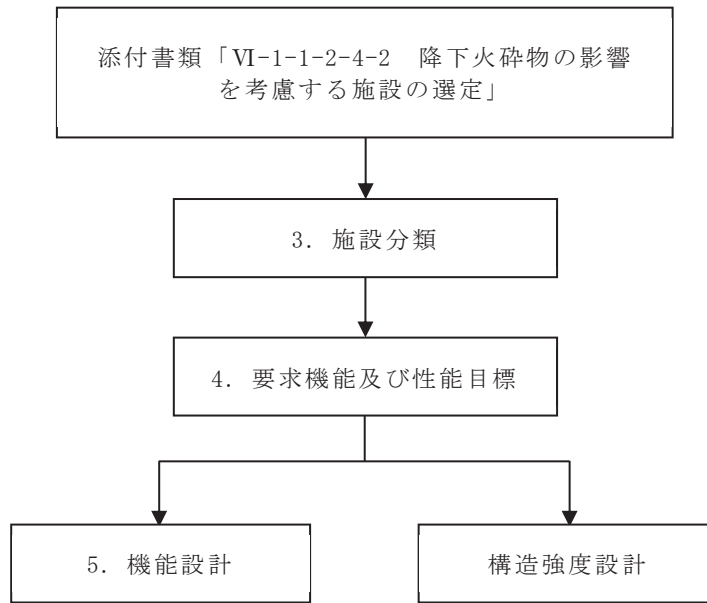 添付書類「Ⅵ-1-1-2-4-2 降下火砕物の影響
を考慮する施設の選定」
3. 施設分類
4. 要求機能及び性能目標
5. 機能設計
構造強度設計